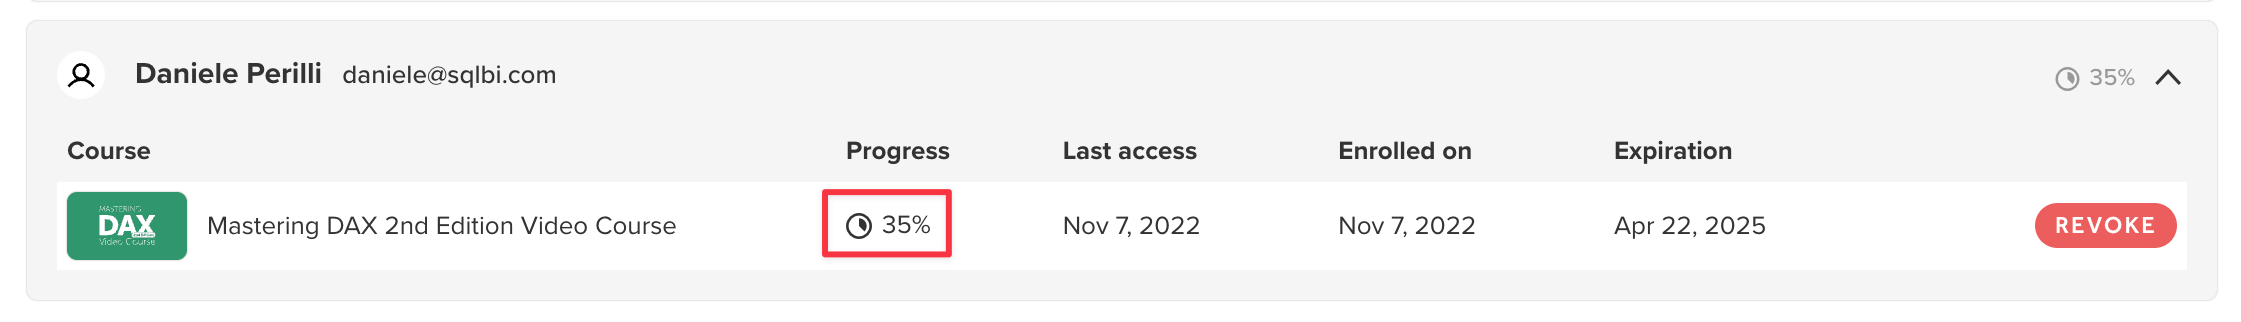 Daniele Perilli daniele@sqlbi.com 35%
Course Progress Last access Enrolled on Expiration
MASTERING
DAX
Video Course
Mastering DAX 2nd Edition Video Course 35% Nov 7, 2022 Nov 7, 2022 Apr 22, 2025 REVOKE